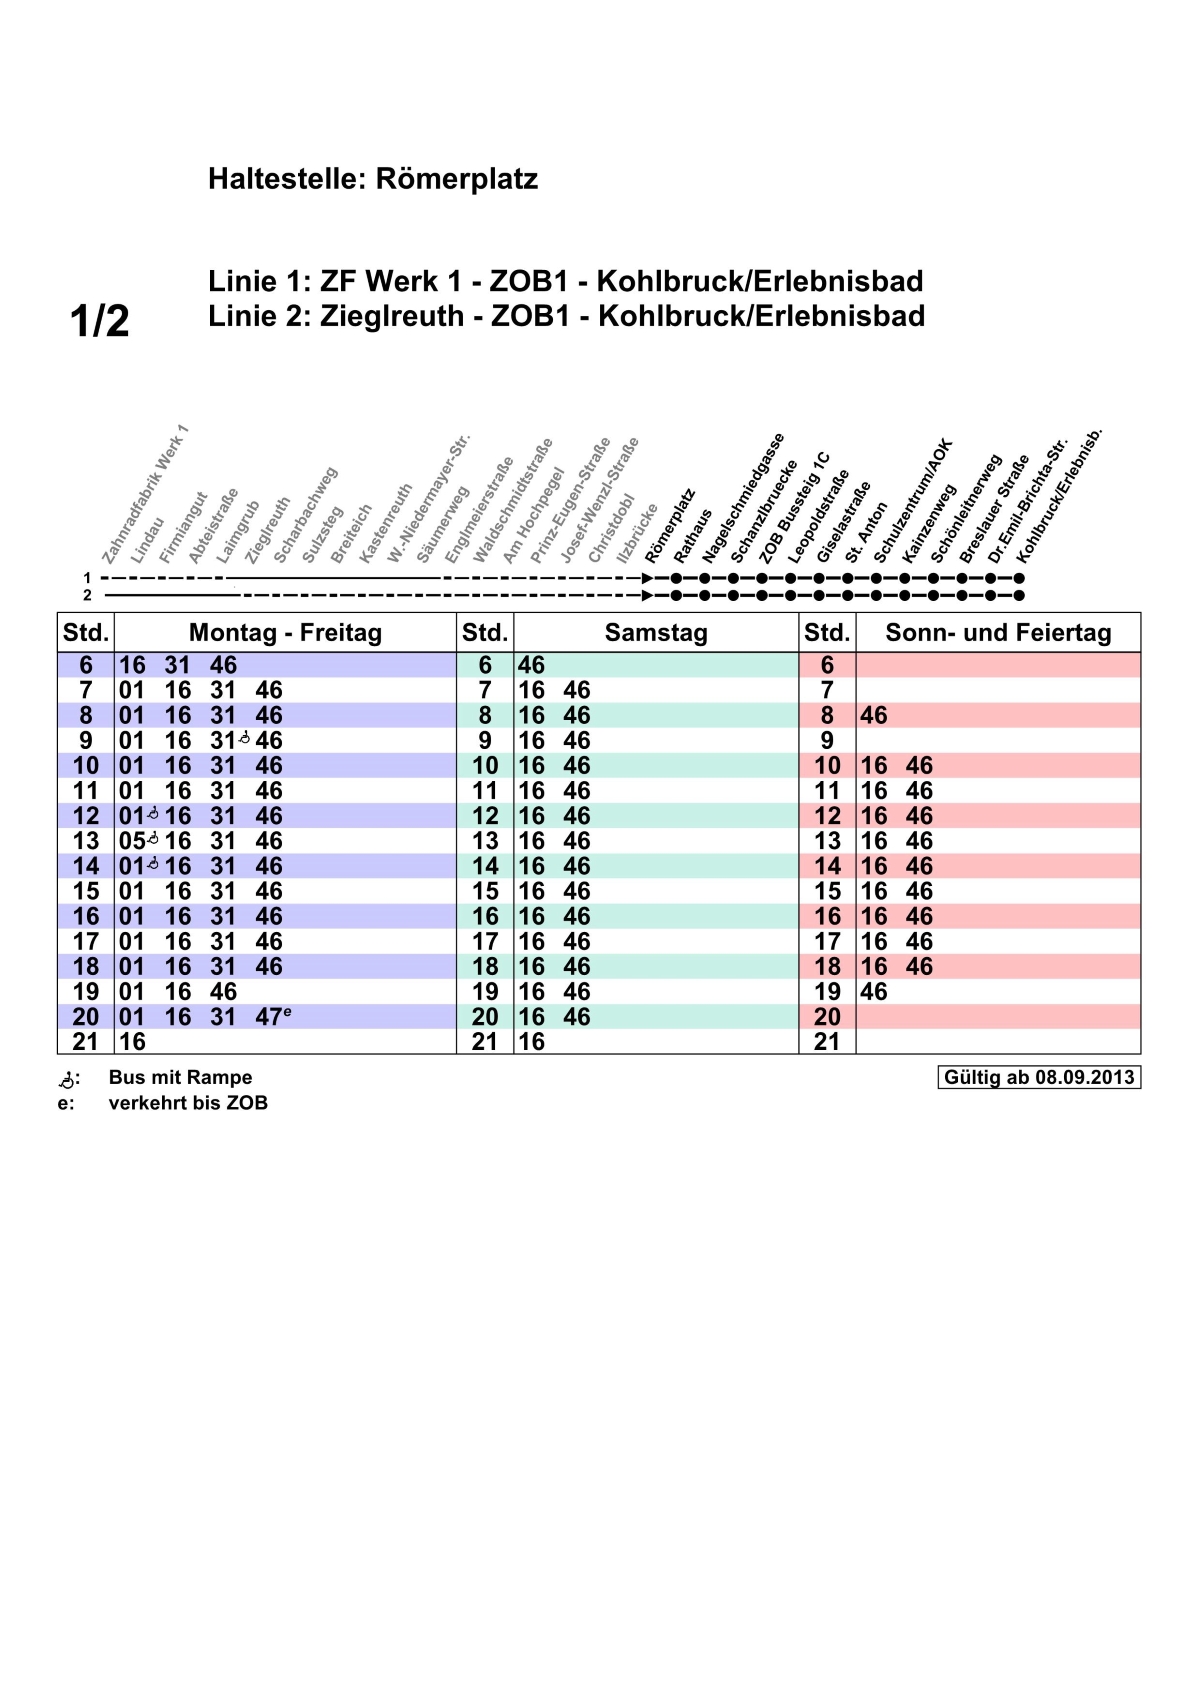 Haltestelle: Römerplatz
Linie 1: ZF Werk 1 - ZOB1 - Kohlbruck/Erlebnisbad
1/2
Linie 2: Zieglreuth - ZOB1 - Kohlbruck/Erlebnisbad
Zahnradfabrik Werk 1
Lindau
Firmiangut
Abteistraße
Laimgrub
Zieglreuth
Scharbachweg
Sulzsteg
Breiteich
Kastenreuth
W.-Niedermayer-Str.
Säumerweg
Englmeierstraße
Waldschmidtstraße
Am Hochpegel
Prinz-Eugen-Straße
Josef-Wenzl-Straße
Christdobl
Ilzbrücke
Römerplatz
Rathaus
Nagelschmiedgasse
Schanzlbruecke
ZOB Bussteig 1C
Leopoldstraße
Giselastraße
St. Anton
Schulzentrum/AOK
Kainzenweg
Schönleitnerweg
Breslauer Straße
Dr.Emil-Brichta-Str.
Kohlbruck/Erlebnisb.
1
2
Std. Montag - Freitag Std. Samstag Std. Sonn- und Feiertag
6 16 31 46 6 46 6
7 01 16 31 46 7 16 46 7
8 01 16 31 46 8 16 46 8 46
9 01 16 31 46 9 16 46 9
10 01 16 31 46 10 16 46 10 16 46
11 01 16 31 46 11 16 46 11 16 46
12 01 16 31 46 12 16 46 12 16 46
13 05 16 31 46 13 16 46 13 16 46
14 01 16 31 46 14 16 46 14 16 46
15 01 16 31 46 15 16 46 15 16 46
16 01 16 31 46 16 16 46 16 16 46
17 01 16 31 46 17 16 46 17 16 46
18 01 16 31 46 18 16 46 18 16 46
19 01 16 46 19 16 46 19 46
20 01 16 31 47e 20 16 46 20
21 16 21 16 21
: Bus mit Rampe Gültig ab 08.09.2013
e: verkehrt bis ZOB